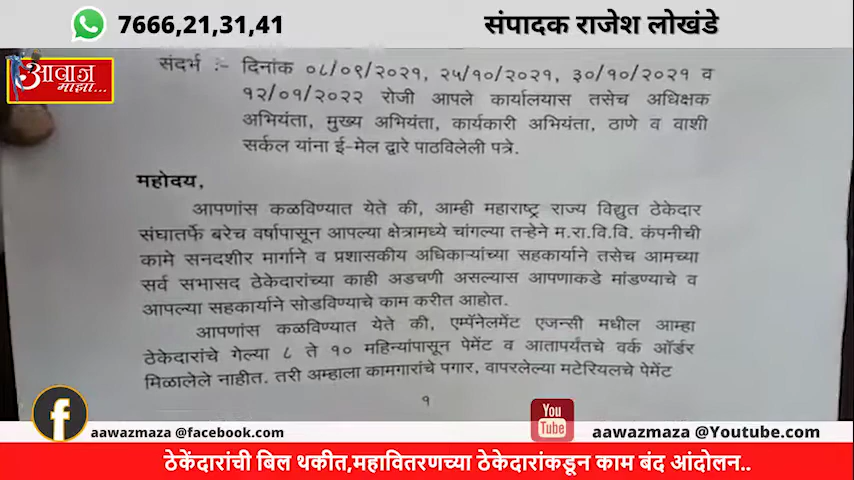 7666,21,31,41
संपादक राजेश लोखंडे
आवाज
माझा...
संदर्भ :- दिनांक ०८/०९/२०२१, २५/१०/२०२१, ३०/१०/२०२१ व
१२/०१/२०२२ रोजी आपले कार्यालयास तसेच अधिक्षक
अभियंता, मुख्य अभियंता, कार्यकारी अभियंता, ठाणे व वाशी
सर्कल यांना ई-मेल द्वारे पाठविलेली पत्रे.
महोदय,
आपणांस कळविण्यात येते की, आम्ही महाराष्ट्र राज्य विद्युत ठेकेदार
संघातर्फे बरेच वर्षापासून आपल्या क्षेत्रामध्ये चांगल्या तऱ्हेने म.रा.वि.वि. कंपनीची
कामे सनदशीर मार्गाने व प्रशासकीय अधिकाऱ्यांच्या सहकार्याने तसेच आमच्या
सर्व सभासद ठेकेदारांच्या काही अडचणी असल्यास आपणाकडे मांडण्याचे व
आपल्या सहकार्याने सोडविण्याचे काम करीत आहोत.
आपणांस कळविण्यात येते की, एम्पॅनेलमेंट एजन्सी मधील आम्हा
ठेकेदारांचे गेल्या ८ ते १० महिन्यांपासून पेमेंट व आतापर्यंतचे वर्क ऑर्डर
मिळालेले नाहीत. तरी अम्हाला कामगारांचे पगार, वापरलेल्या मटेरियलचे पेमेंट
१
f
aawazmaza @facebook.com
You
Tube
aawazmaza @Youtube.com
ठेकेंदारांची बिल थकीत,महावितरणच्या ठेकेदारांकडून काम बंद आंदोलन..